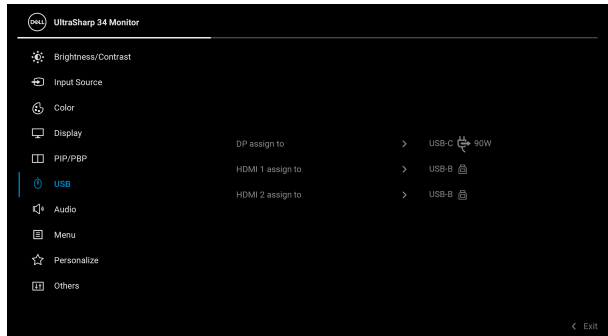 DELL UltraSharp 34 Monitor
Brightness/Contrast
Input Source
Color
Display
DP assign to > USB-C 90W
PIP/PBP
HDMI 1 assign to > USB-B
USB
HDMI 2 assign to > USB-B
Audio
Menu
Personalize
Others
< Exit